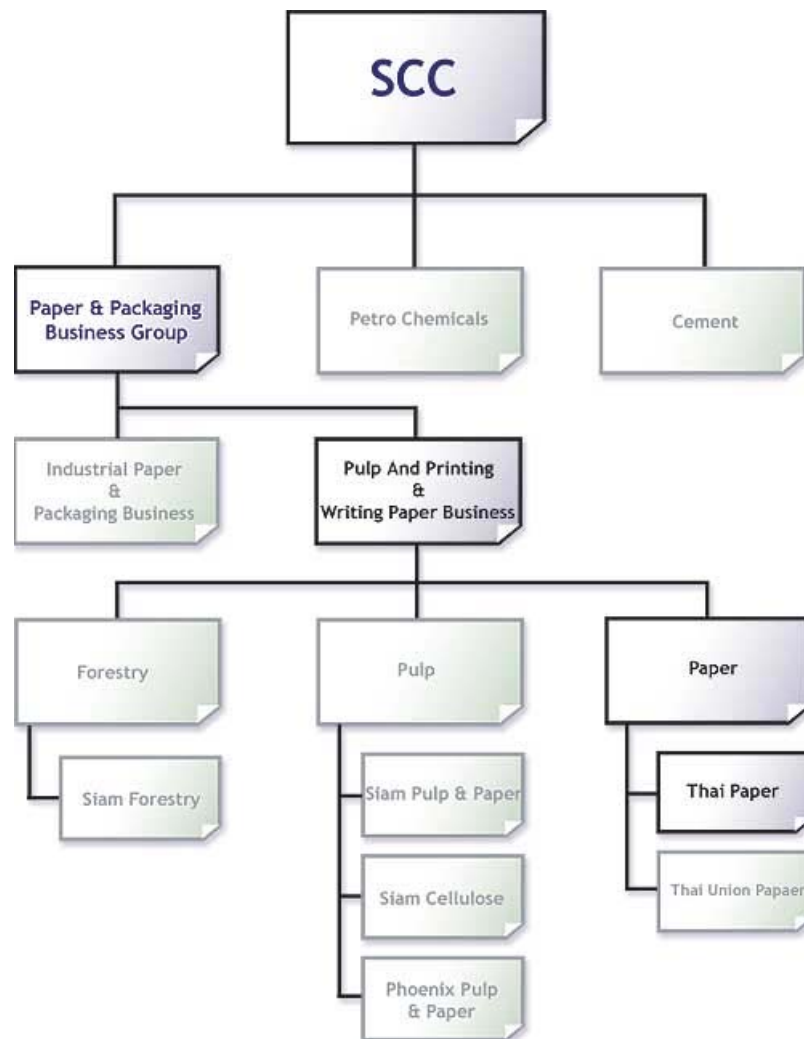 SCC
Paper & Packaging
Business Group
Petro Chemicals
Cement
Industrial Paper
&
Packaging Business
Pulp And Printing
&
Writing Paper Business
Forestry
Pulp
Paper
Siam Forestry
Siam Pulp & Paper
Thai Paper
Siam Cellulose
Thai Union Papaer
Phoenix Pulp
& Paper